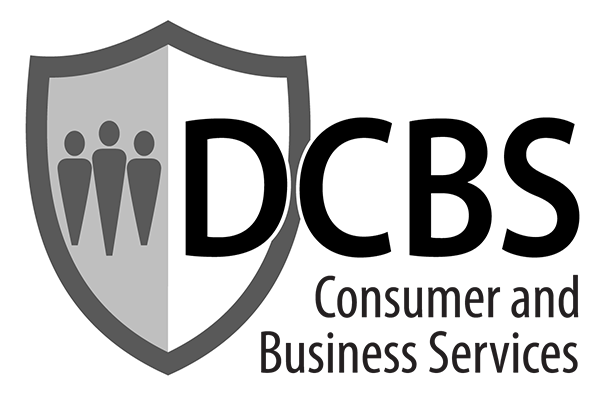 DCBS
Consumer and
Business Services